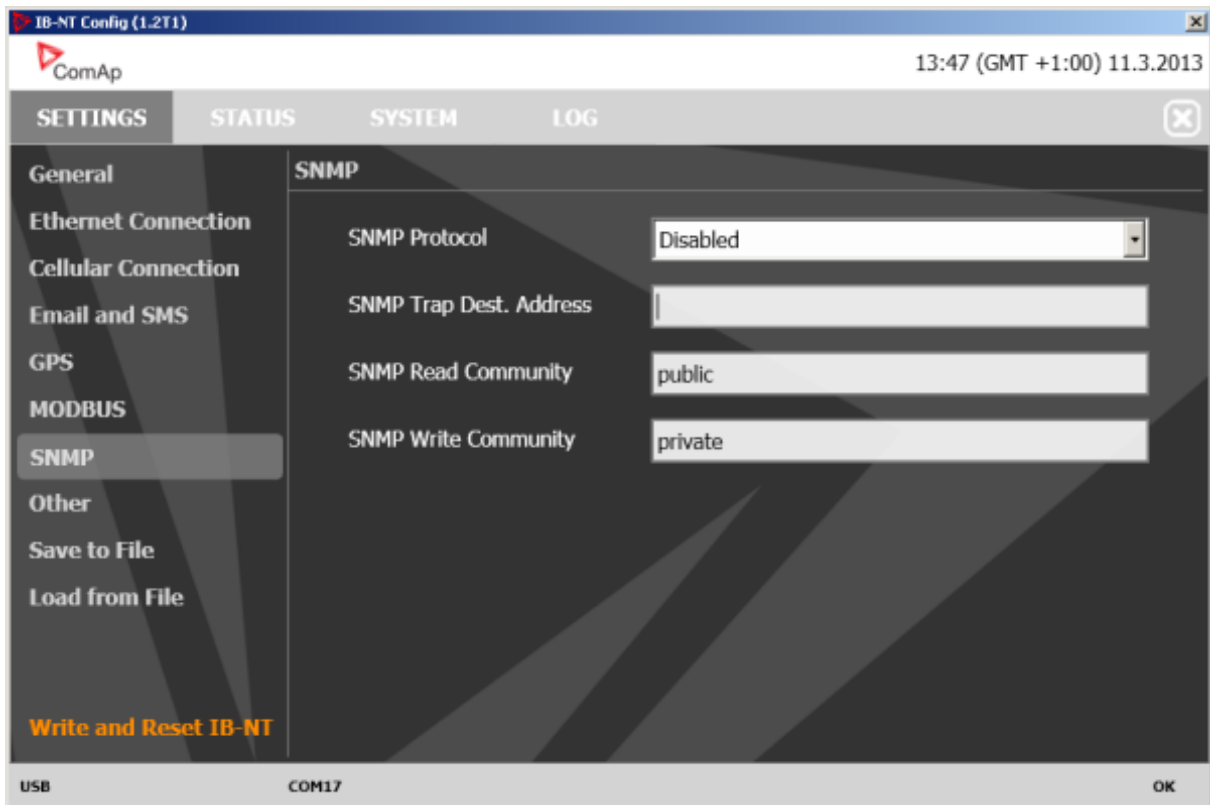 IB-NT Config (1.2T1)
ComAp
13:47 (GMT +1:00) 11.3.2013
SETTINGS STATUS SYSTEM LOG
General
Ethernet Connection
Cellular Connection
Email and SMS
GPS
MODBUS
SNMP
Other
Save to File
Load from File
Write and Reset IB-NT
SNMP
SNMP Protocol Disabled
SNMP Trap Dest. Address
SNMP Read Community public
SNMP Write Community private
USB COM17 OK